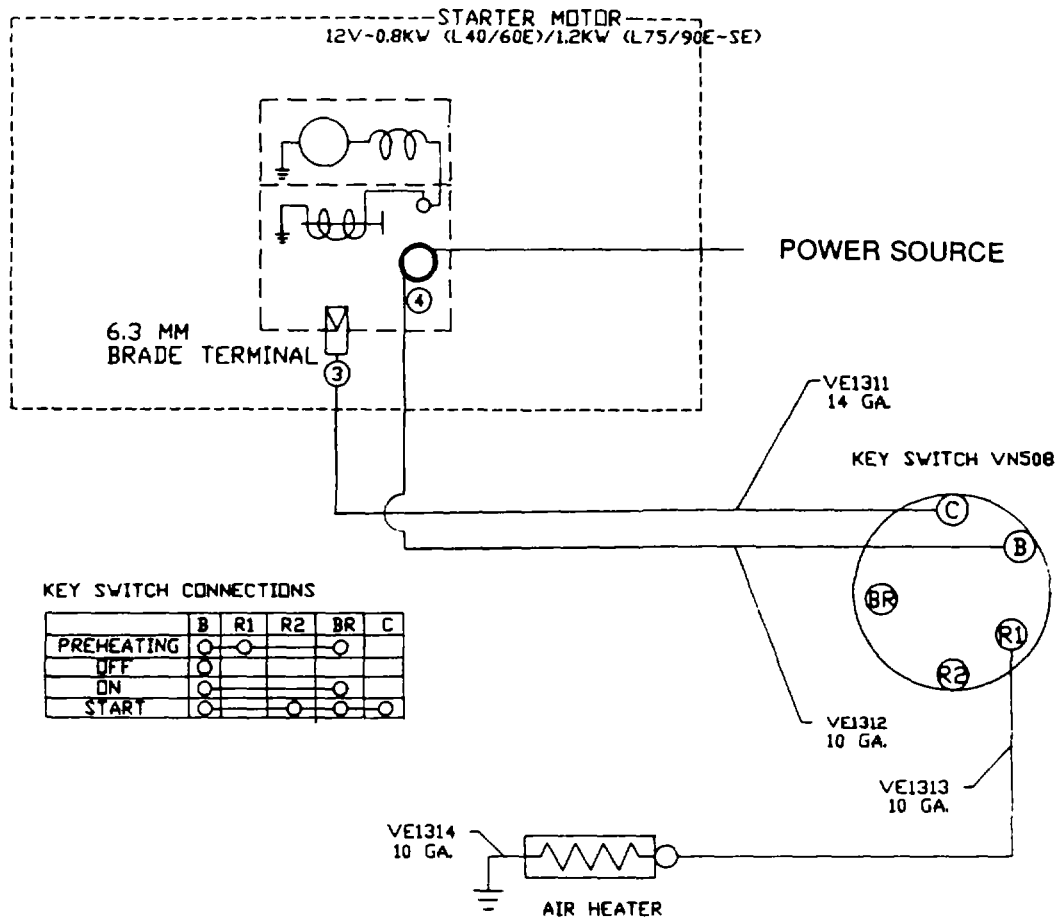 STARTER MOTOR
12V-0.8KW (L40/60E)/1.2KW (L75/90E-SE)
POWER SOURCE
4
6.3 MM
BRADE TERMINAL
3
VE1311
14 GA.
KEY SWITCH VN508
C
B
BR
R1
R2
KEY SWITCH CONNECTIONS
B R1 R2 BR C
PREHEATING
OFF
ON
START
VE1312
10 GA.
VE1313
10 GA.
VE1314
10 GA.
AIR HEATER